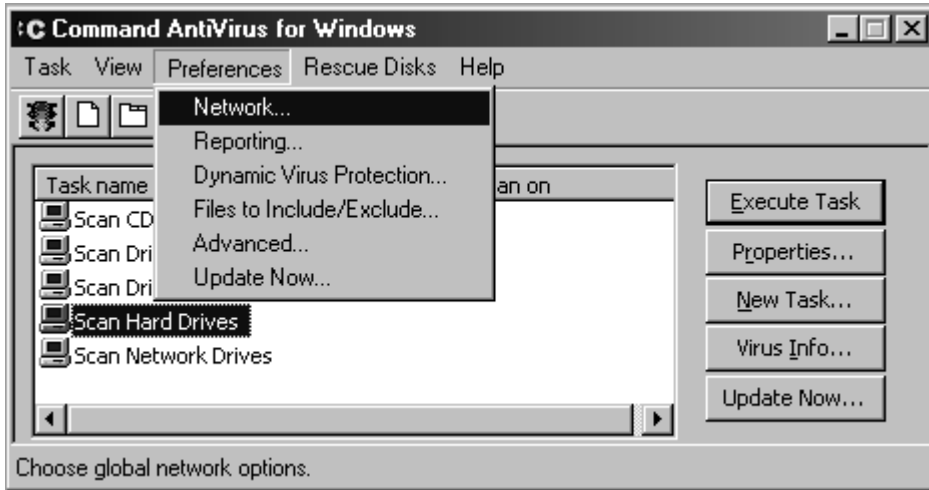 Command AntiVirus for Windows
Task View Preferences Rescue Disks Help
Network...
Reporting...
Dynamic Virus Protection...
Files to Include/Exclude...
Advanced...
Update Now...
Task name an on
Scan CD
Scan Dri
Scan Dri
Scan Hard Drives
Scan Network Drives
Execute Task
Properties...
New Task...
Virus Info...
Update Now...
Choose global network options.